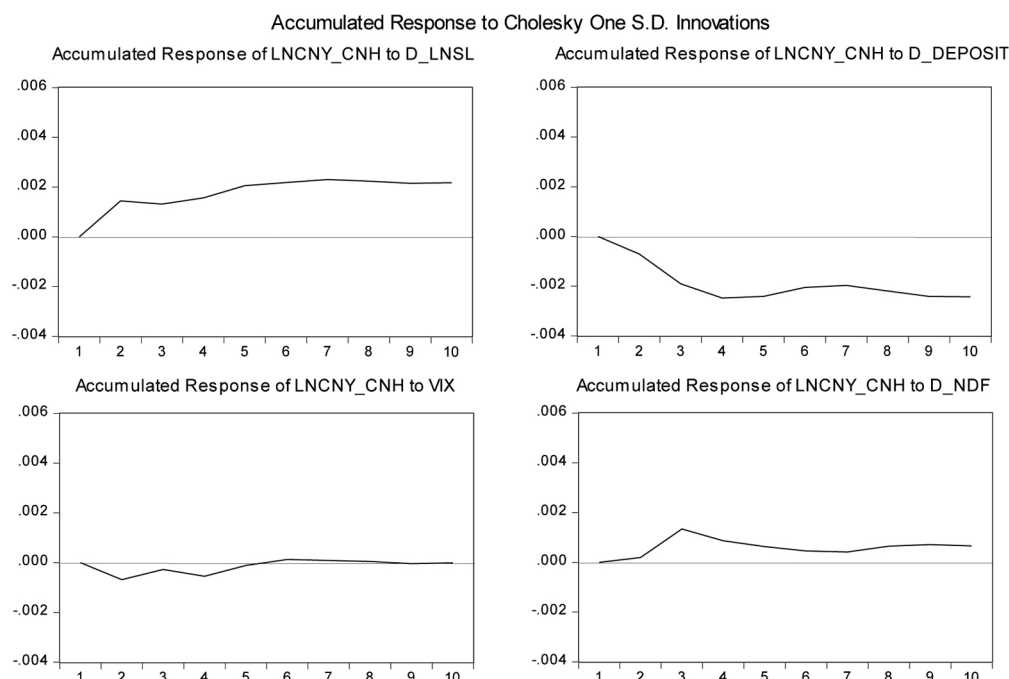 Accumulated Response to Cholesky One S.D. Innovations
Accumulated Response of LNCNY_CNH to D_LNSL
.006
.004
.002
.000
-.002
-.004
1 2 3 4 5 6 7 8 9 10
Accumulated Response of LNCNY_CNH to D_DEPOSIT
.006
.004
.002
.000
-.002
-.004
1 2 3 4 5 6 7 8 9 10
Accumulated Response of LNCNY_CNH to VIX
.006
.004
.002
.000
-.002
-.004
1 2 3 4 5 6 7 8 9 10
Accumulated Response of LNCNY_CNH to D_NDF
.006
.004
.002
.000
-.002
-.004
1 2 3 4 5 6 7 8 9 10